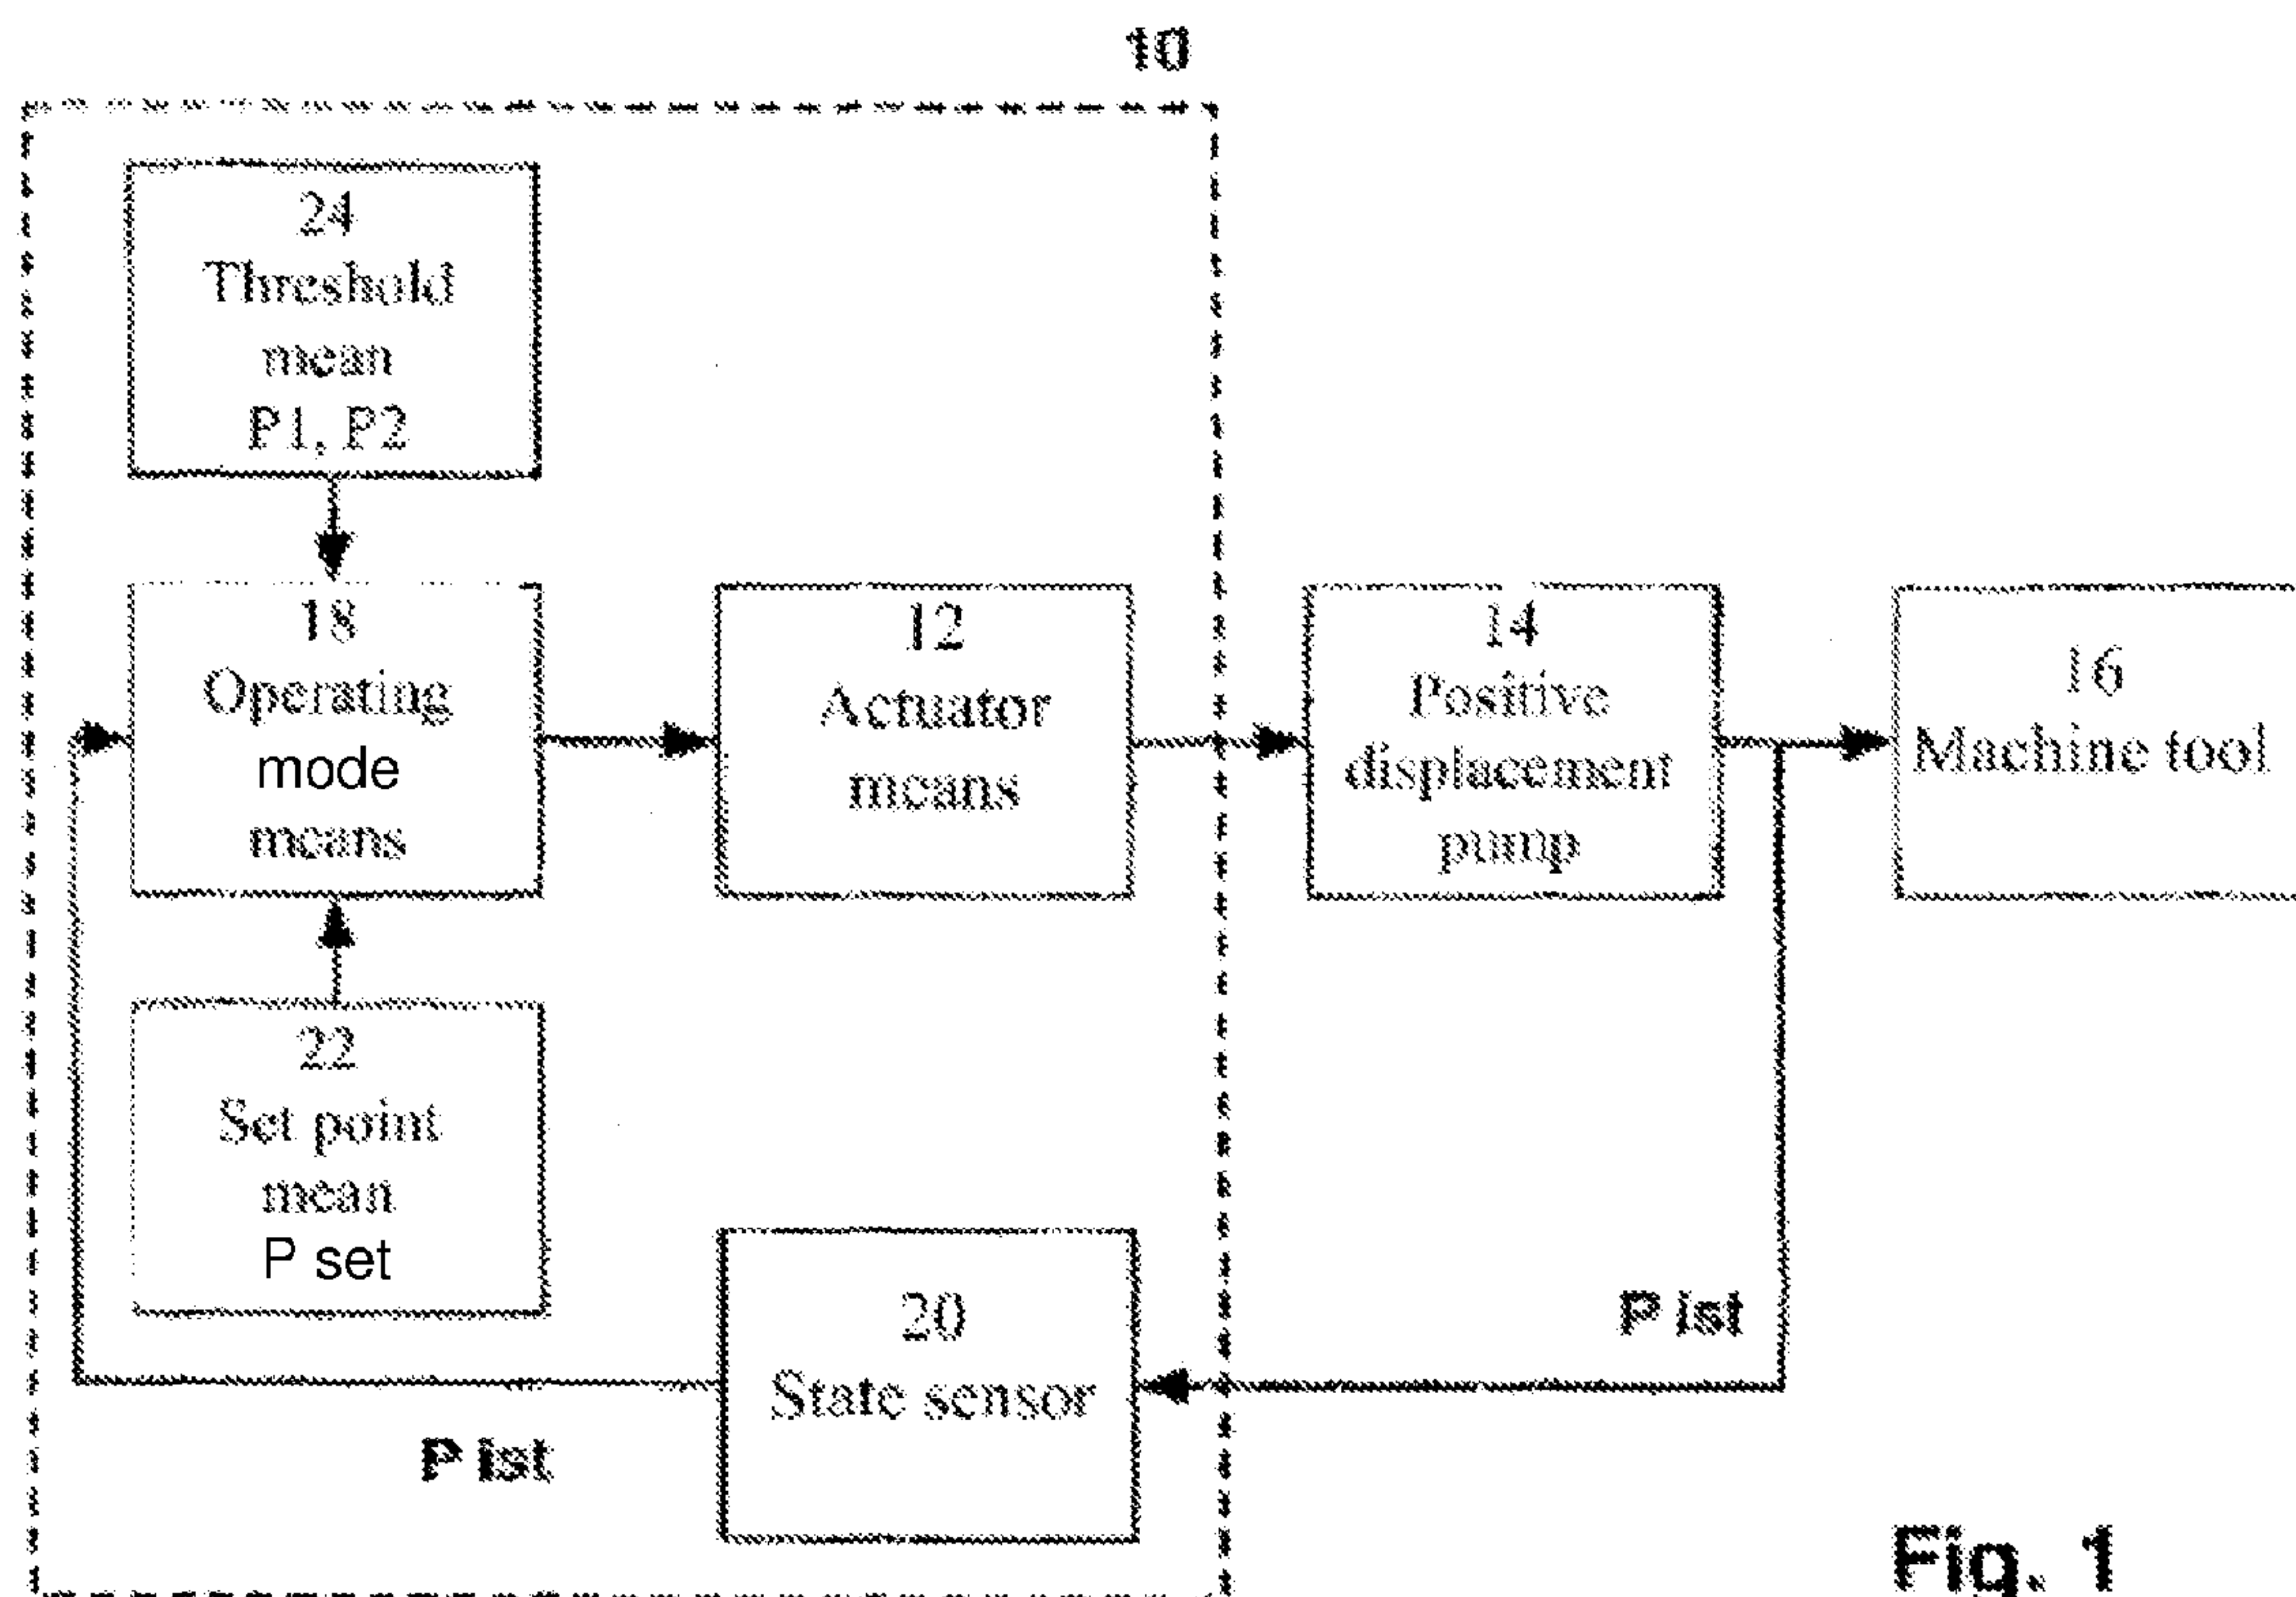 10
24
Threshold
mean
P1, P2
18
Operating
mode
means
12
Actuator
means
14
Positive
displacement
pump
16
Machine tool
22
Set point
mean
P set
20
State sensor
P ist
P ist
Fig. 1